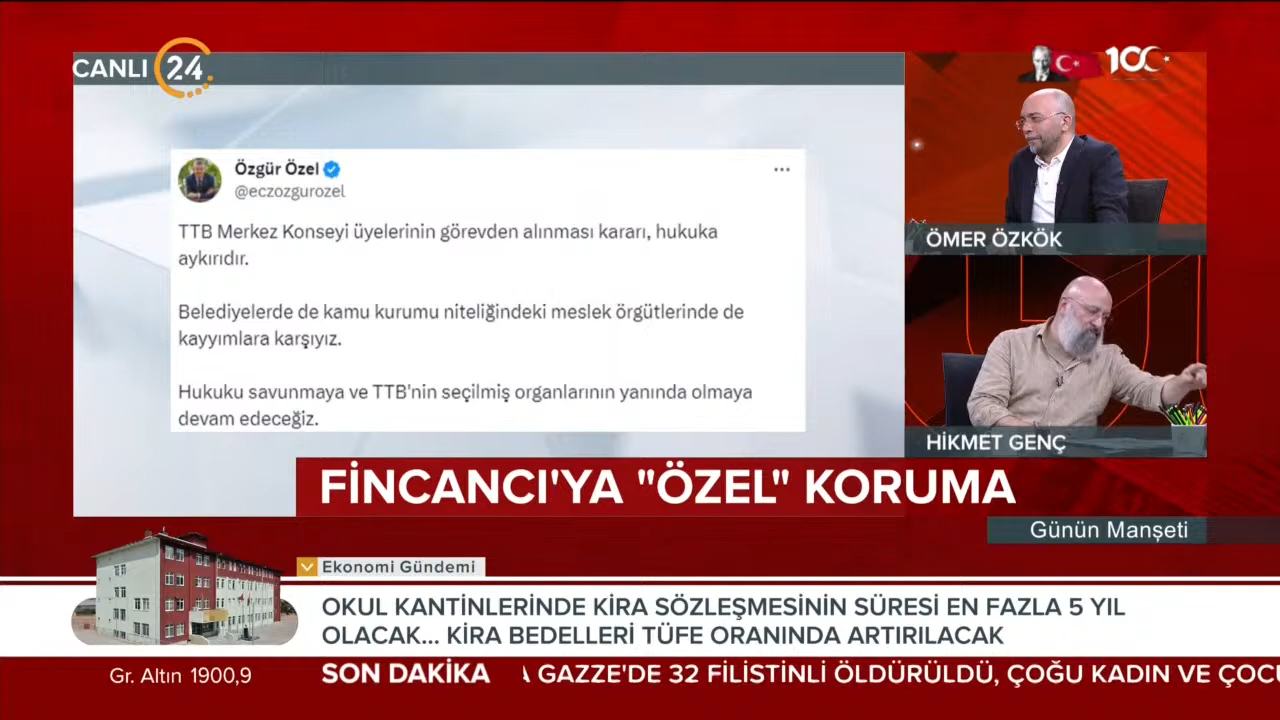 CANLI 24
100
Özgür Özel
@eczozgurozel
TTB Merkez Konseyi üyelerinin görevden alınması kararı, hukuka
aykırıdır.
Belediyelerde de kamu kurumu niteliğindeki meslek örgütlerinde de
kayyımlara karşıyız.
Hukuku savunmaya ve TTB'nin seçilmiş organlarının yanında olmaya
devam edeceğiz.
ÖMER ÖZKÖK
HİKMET GENÇ
FİNCANCI'YA "ÖZEL" KORUMA
Günün Manşeti
Ekonomi Gündemi
OKUL KANTİNLERİNDE KİRA SÖZLEŞMESİNİN SÜRESİ EN FAZLA 5 YIL
OLACAK... KİRA BEDELLERİ TÜFE ORANINDA ARTIRILACAK
Gr. Altın 1900,9
SON DAKİKA
GAZZE'DE 32 FİLİSTİNLİ ÖLDÜRÜLDÜ, ÇOĞU KADIN VE ÇOCU